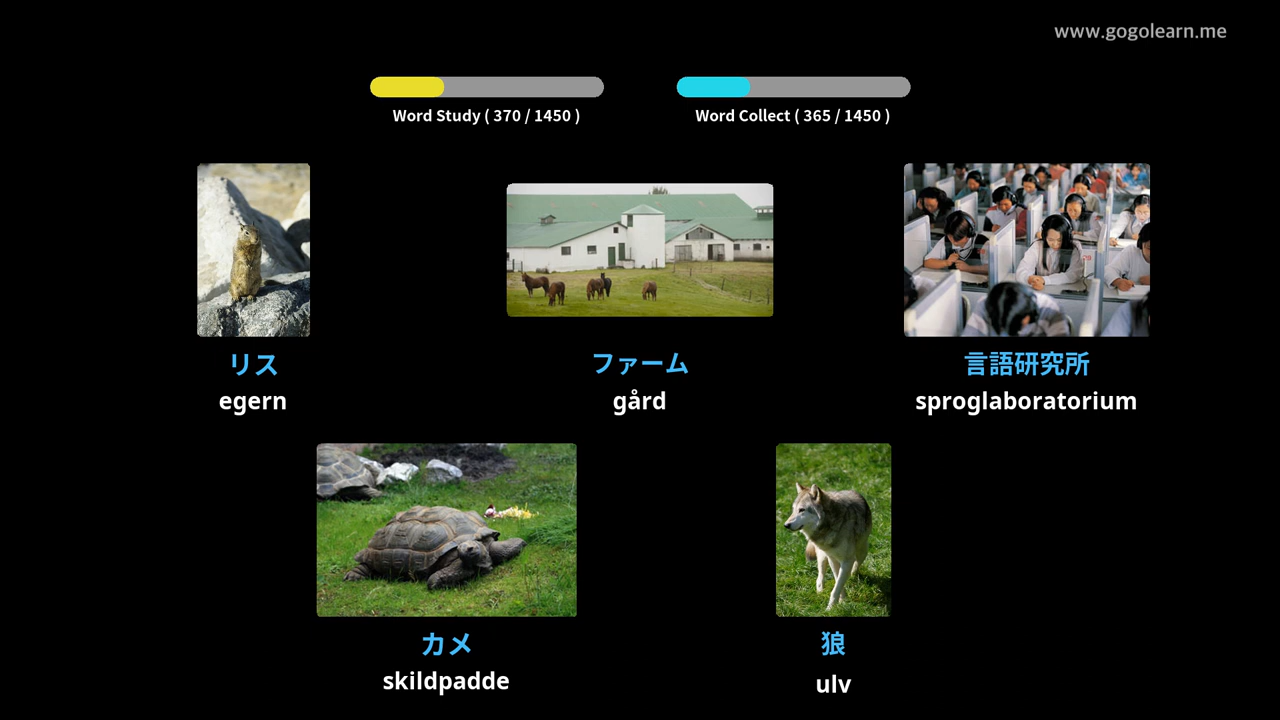 www.gogolearn.me
Word Study ( 370 / 1450 )
Word Collect ( 365 / 1450 )
リス
egern
ファーム
gård
言語研究所
sproglaboratorium
カメ
skildpadde
狼
ulv